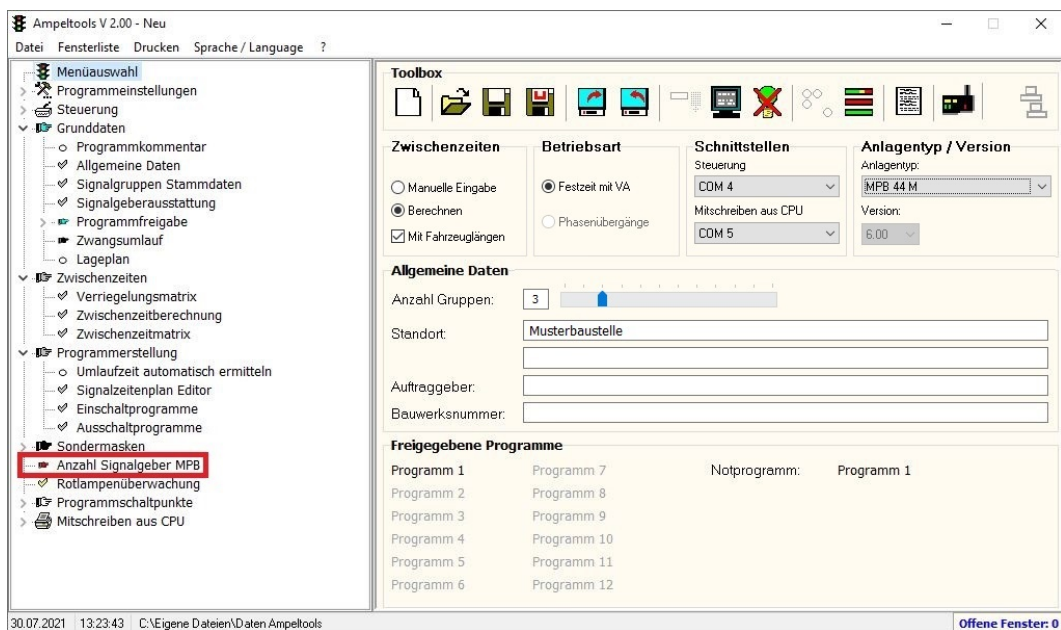 Ampeltools V 2.00 - Neu
Datei Fensterliste Drucken Sprache / Language ?
Menüauswahl
Programmeinstellungen
Steuerung
Grunddaten
Programmkommentar
Allgemeine Daten
Signalgruppen Stammdaten
Signalgeberausstattung
Programmfreigabe
Zwangsumlauf
Lageplan
Zwischenzeiten
Verriegelungsmatrix
Zwischenzeitberechnung
Zwischenzeitmatrix
Programmerstellung
Umlaufzeit automatisch ermitteln
Signalzeitenplan Editor
Einschaltprogramme
Ausschaltprogramme
Sondermasken
Anzahl Signalgeber MPB
Rotlampenüberwachung
Programmschaltpunkte
Mitschreiben aus CPU
Toolbox
Zwischenzeiten
Manuelle Eingabe
Berechnen
Mit Fahrzeuglängen
Betriebsart
Festzeit mit VA
Phasenübergänge
Schnittstellen
Steuerung
COM 4
Mitschreiben aus CPU
COM 5
Anlagentyp / Version
Anlagentyp:
MPB 44 M
Version:
6.00
Allgemeine Daten
Anzahl Gruppen: 3
Standort: Musterbaustelle
Auftraggeber:
Bauwerksnummer:
Freigegebene Programme
Programm 1 Programm 7 Notprogramm: Programm 1
Programm 2 Programm 8
Programm 3 Programm 9
Programm 4 Programm 10
Programm 5 Programm 11
Programm 6 Programm 12
30.07.2021 13:23:43 C:\Eigene Dateien\Daten Ampeltools Offene Fenster: 0